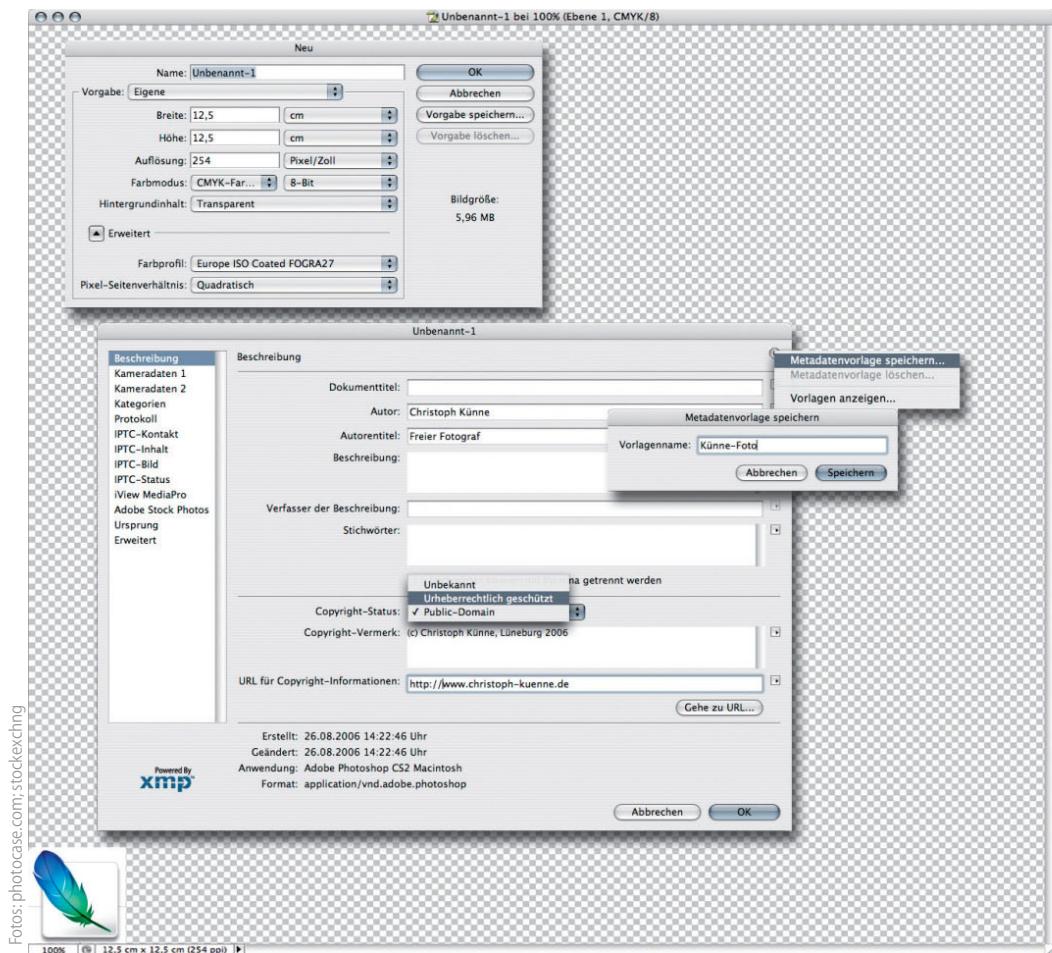 Unbenannt-1 bei 100% (Ebene 1, CMYK/8)
Neu
Name: Unbenannt-1
OK
Vorgabe: Eigene
Abbrechen
Breite: 12,5 cm
Vorgabe speichern...
Höhe: 12,5 cm
Vorgabe löschen...
Auflösung: 254 Pixel/Zoll
Farbmodus: CMYK-Far... 8-Bit
Hintergrundinhalt: Transparent
Bildgröße:
5,96 MB
Erweitert
Farbprofil: Europe ISO Coated FOGRA27
Pixel-Seitenverhältnis: Quadratisch
Unbenannt-1
Beschreibung
Kameradaten 1
Kameradaten 2
Kategorien
Protokoll
IPTC-Kontakt
IPTC-Inhalt
IPTC-Bild
IPTC-Status
iView MediaPro
Adobe Stock Photos
Ursprung
Erweitert
Beschreibung
Metadatenvorlage speichern...
Metadatenvorlage löschen...
Vorlagen anzeigen...
Dokumenttitel:
Autor: Christoph Künne
Autorentitel: Freier Fotograf
Beschreibung:
Metadatenvorlage speichern
Vorlagenname: Künne-Foto
Abbrechen Speichern
Verfasser der Beschreibung:
Stichwörter:
getrennt werden
Unbekannt
Urheberrechtlich geschützt
Copyright-Status: ✓ Public-Domain
Copyright-Vermerk: (c) Christoph Künne, Lüneburg 2006
URL für Copyright-Informationen: http://www.christoph-kuenne.de
Gehe zu URL...
Erstellt: 26.08.2006 14:22:46 Uhr
Geändert: 26.08.2006 14:22:46 Uhr
Anwendung: Adobe Photoshop CS2 Macintosh
Format: application/vnd.adobe.photoshop
Powered By
xmp
Abbrechen OK
Fotos: photocase.com; stockexchng
100% 12,5 cm x 12,5 cm (254 ppi)